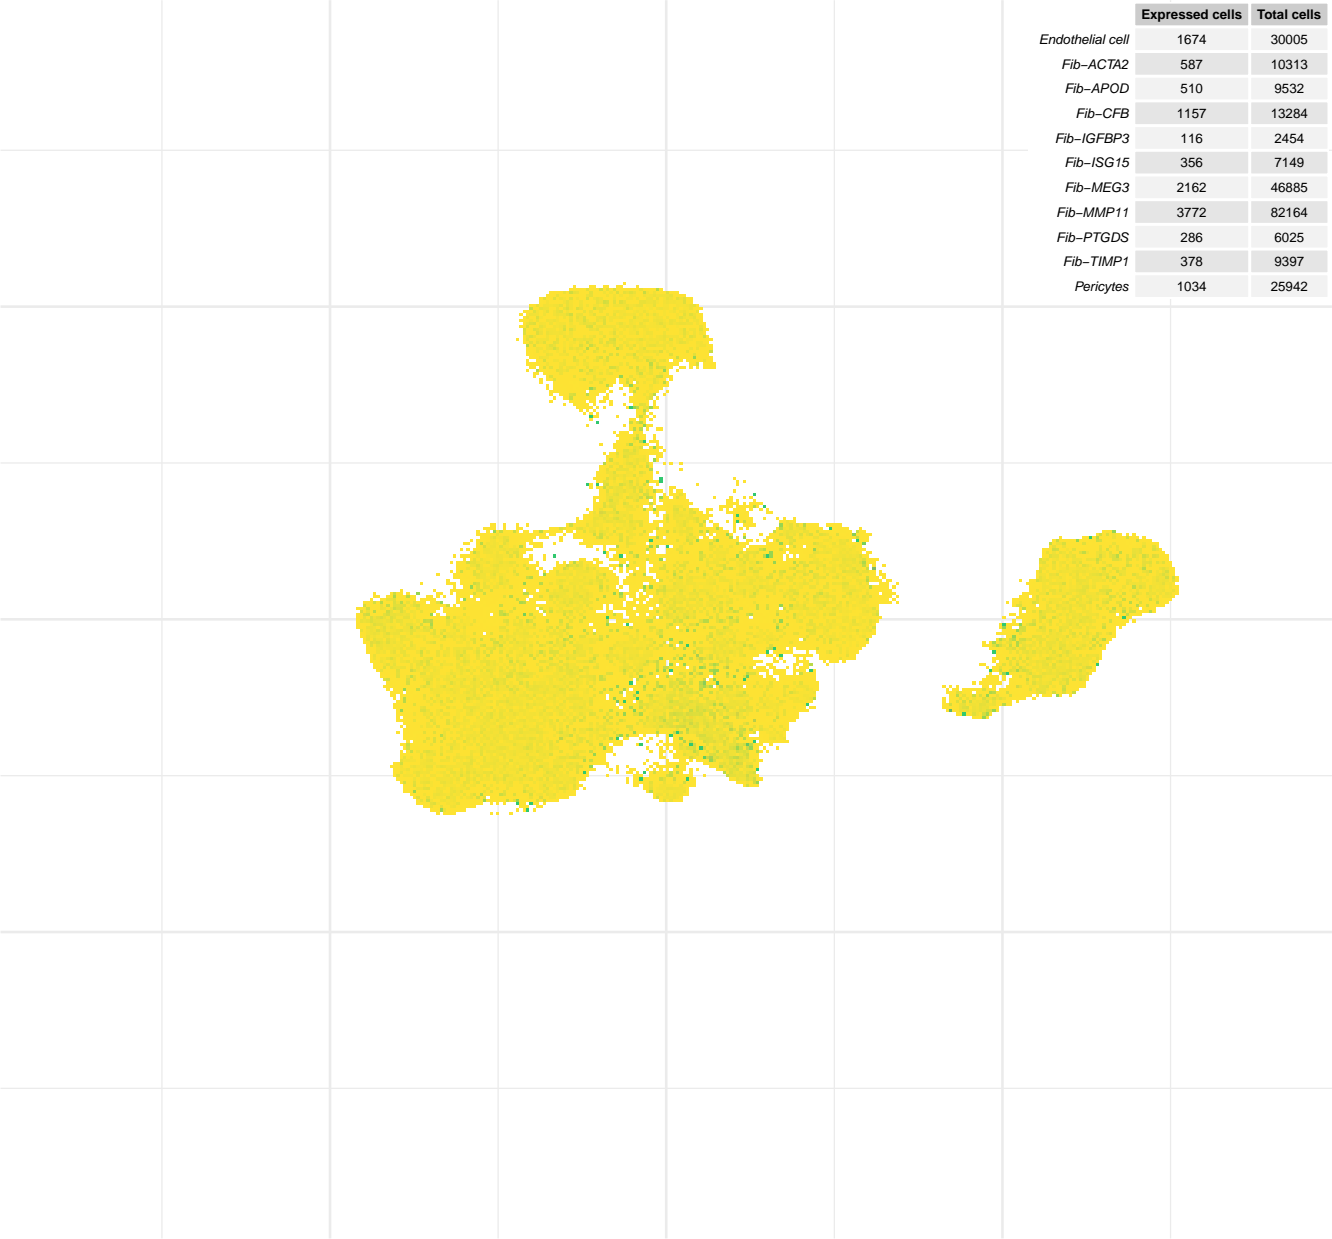 Expressed cells Total cells
Endothelial cell 1674 30005
Fib−ACTA2 587 10313
Fib−APOD 510 9532
Fib−CFB 1157 13284
Fib−IGFBP3 116 2454
Fib−ISG15 356 7149
Fib−MEG3 2162 46885
Fib−MMP11 3772 82164
Fib−PTGDS 286 6025
Fib−TIMP1 378 9397
Pericytes 1034 25942